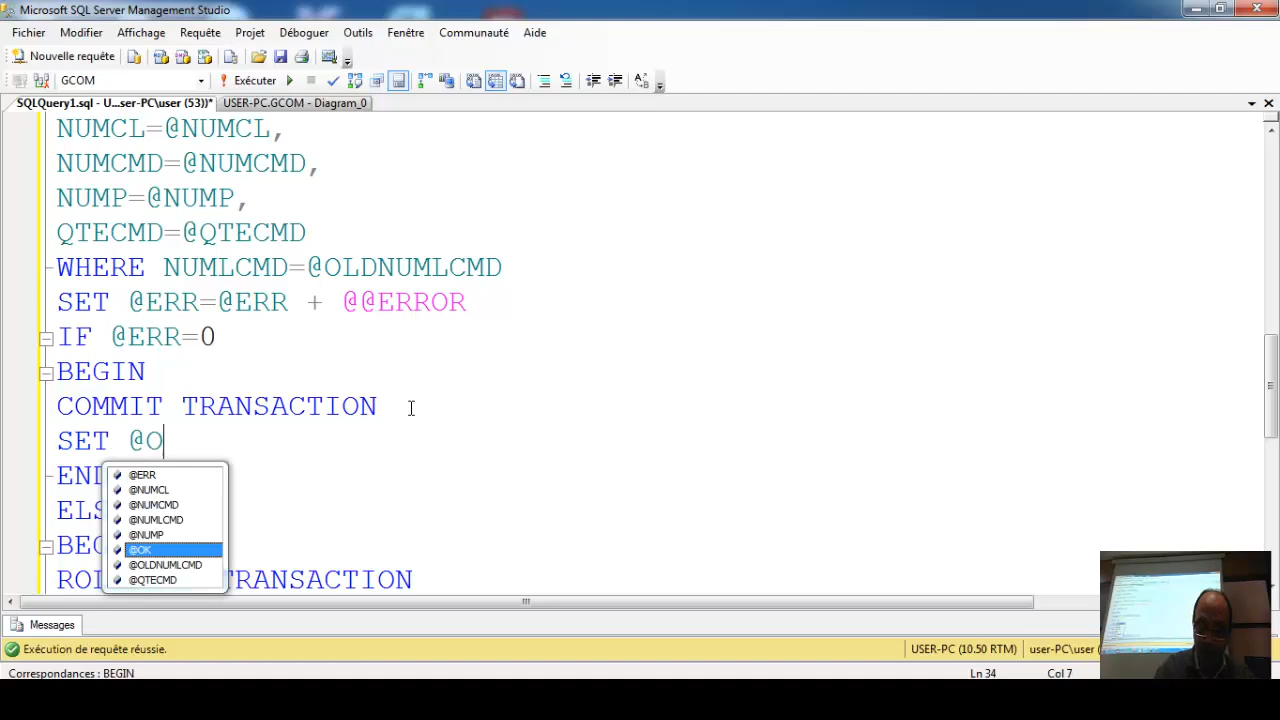 Microsoft SQL Server Management Studio
Fichier Modifier Affichage Requête Projet Déboguer Outils Fenêtre Communauté Aide
Nouvelle requête
GCOM Exécuter
SQLQuery1.sql - U...ser-PC\user (53))* USER-PC.GCOM - Diagram_0
NUMCL=@NUMCL,
NUMCMD=@NUMCMD,
NUMP=@NUMP,
QTECMD=@QTECMD
WHERE NUMLCMD=@OLDNUMLCMD
SET @ERR=@ERR + @@ERROR
IF @ERR=0
BEGIN
COMMIT TRANSACTION
SET @O
END
@ERR
@NUMCL
@NUMCMD
@NUMLCMD
@NUMP
@OK
@OLDNUMLCMD
@QTECMD
TRANSACTION
Messages
Exécution de requête réussie. USER-PC (10.50 RTM) user-PC\user
Correspondances : BEGIN Ln 34 Col 7